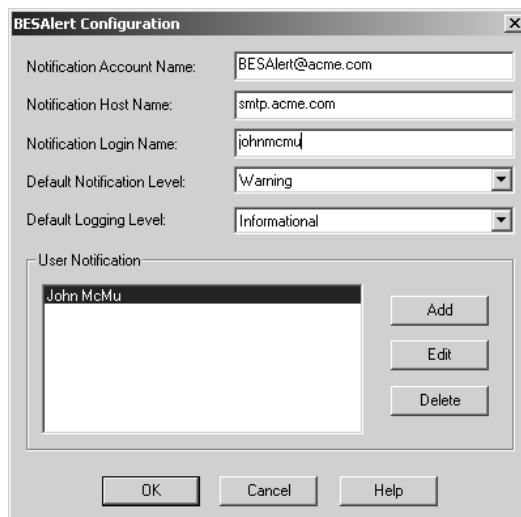 BESAlert Configuration
Notification Account Name: BESAlert@acme.com
Notification Host Name: smtp.acme.com
Notification Login Name: johnmcmu
Default Notification Level: Warning
Default Logging Level: Informational
User Notification
John McMu
Add
Edit
Delete
OK Cancel Help